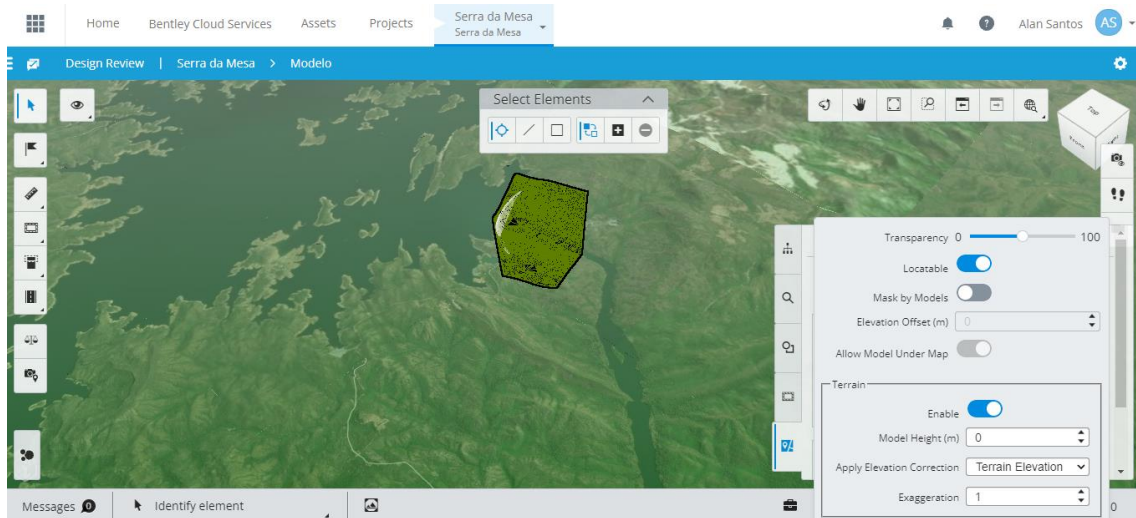 Home Bentley Cloud Services Assets Projects Serra da Mesa Alan Santos AS
Serra da Mesa
Design Review | Serra da Mesa > Modelo
Select Elements
Top
Transparency 0 100
Locatable
Mask by Models
Elevation Offset (m) 0
Allow Model Under Map
Terrain
Enable
Model Height (m) 0
Apply Elevation Correction Terrain Elevation
Exaggeration 1
Messages 0 Identify element 0